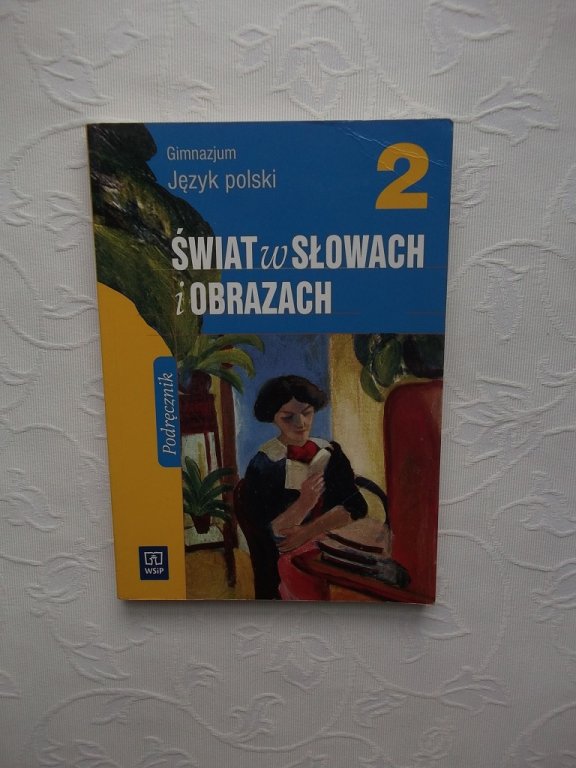 Gimnazjum
Język polski
2
ŚWIAT w SŁOWACH
i OBRAZACH
Podręcznik
WSiP